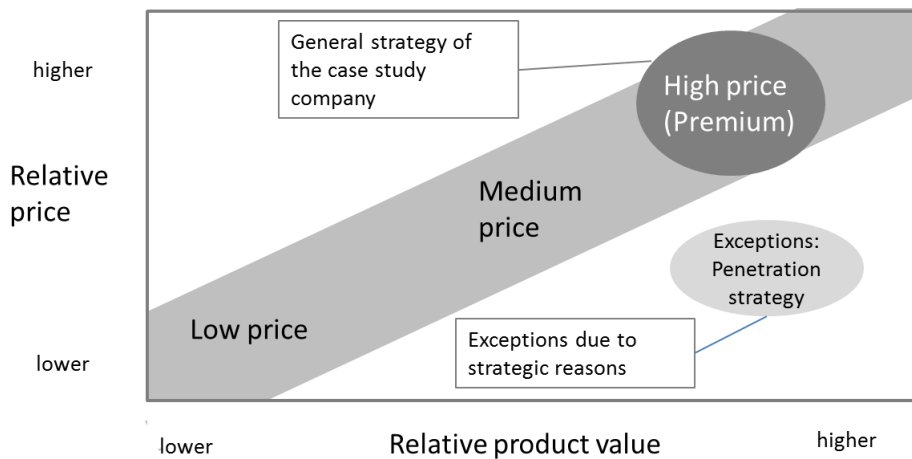 General strategy of
the case study
company
higher
High price
(Premium)
Relative
price
Medium
price
Exceptions:
Penetration
strategy
Low price
Exceptions due to
strategic reasons
lower
lower
Relative product value
higher